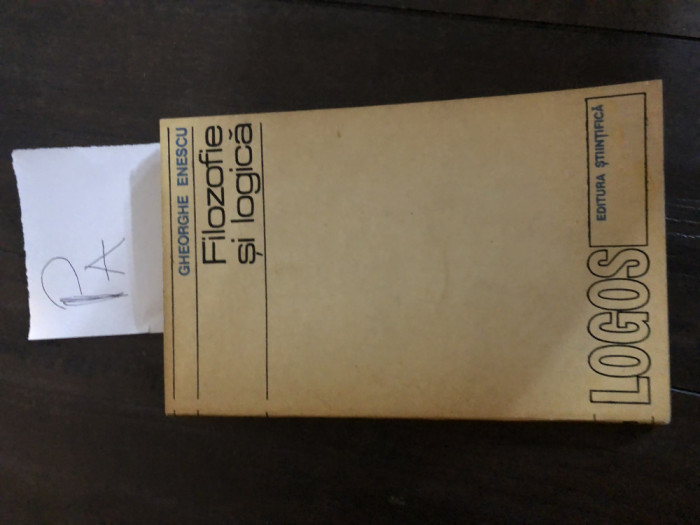 GHEORGHE ENESCU
Filozofie
și logică
LOGOS
EDITURA ȘTIINȚIFICĂ
PA